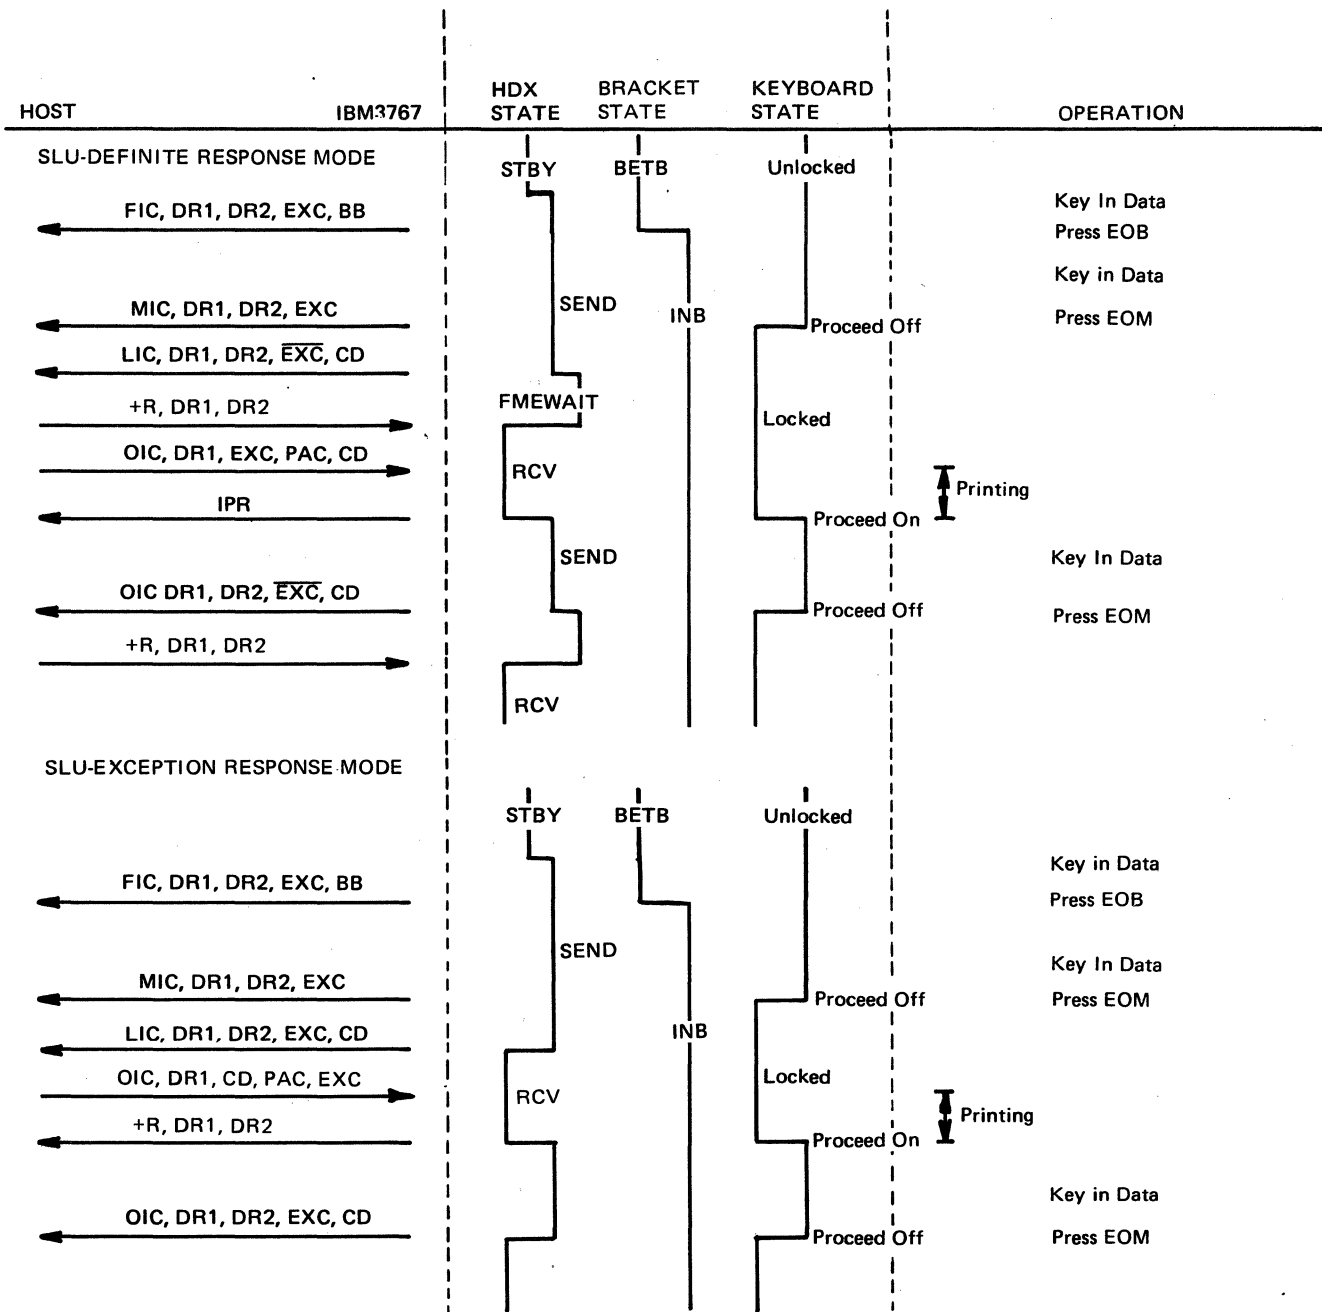 HDX BRACKET KEYBOARD
HOST IBM3767 STATE STATE STATE OPERATION
SLU-DEFINITE RESPONSE MODE
STBY BETB Unlocked
FIC, DR1, DR2, EXC, BB
Key In Data
Press EOB
Key in Data
SEND
MIC, DR1, DR2, EXC
INB
Proceed Off
Press EOM
LIC, DR1, DR2, E̅X̅C̅, CD
FMEWAIT
+R, DR1, DR2
Locked
OIC, DR1, EXC, PAC, CD
RCV
Printing
IPR
Proceed On
SEND
Key In Data
OIC DR1, DR2, E̅X̅C̅, CD
Proceed Off
Press EOM
+R, DR1, DR2
RCV
SLU-EXCEPTION RESPONSE MODE
STBY BETB Unlocked
Key in Data
FIC, DR1, DR2, EXC, BB
Press EOB
SEND
Key In Data
MIC, DR1, DR2, EXC
Proceed Off
Press EOM
LIC, DR1, DR2, EXC, CD
INB
OIC, DR1, CD, PAC, EXC
RCV
Locked
Printing
+R, DR1, DR2
Proceed On
Key in Data
OIC, DR1, DR2, EXC, CD
Proceed Off
Press EOM